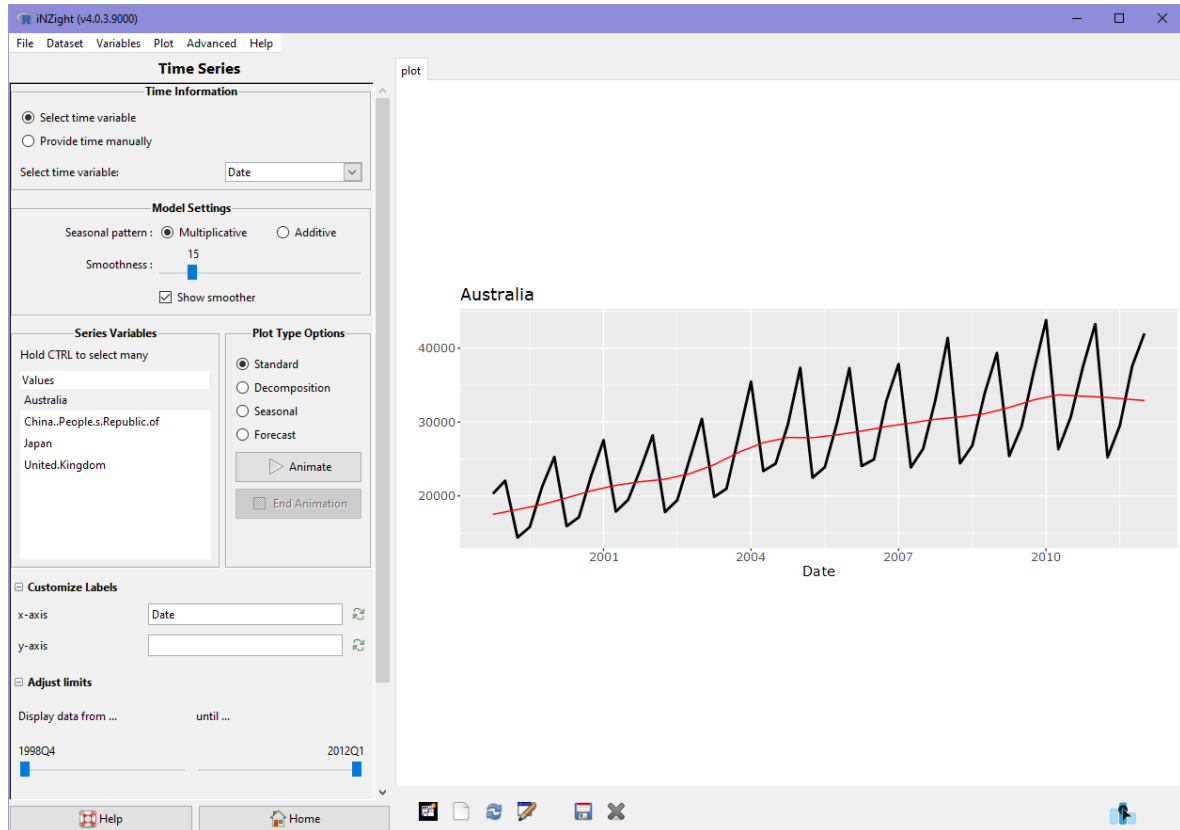 iNZight (v4.0.3.9000)
File Dataset Variables Plot Advanced Help
Time Series
Time Information
Select time variable
Provide time manually
Select time variable: Date
Model Settings
Seasonal pattern : Multiplicative Additive
15
Smoothness :
Show smoother
Series Variables
Hold CTRL to select many
Values
Australia
China..People.s.Republic.of
Japan
United.Kingdom
Plot Type Options
Standard
Decomposition
Seasonal
Forecast
Animate
End Animation
Customize Labels
x-axis Date
y-axis
Adjust limits
Display data from ... until ...
1998Q4 2012Q1
Help Home
plot
Australia
40000
30000
20000
2001 2004 2007 2010
Date